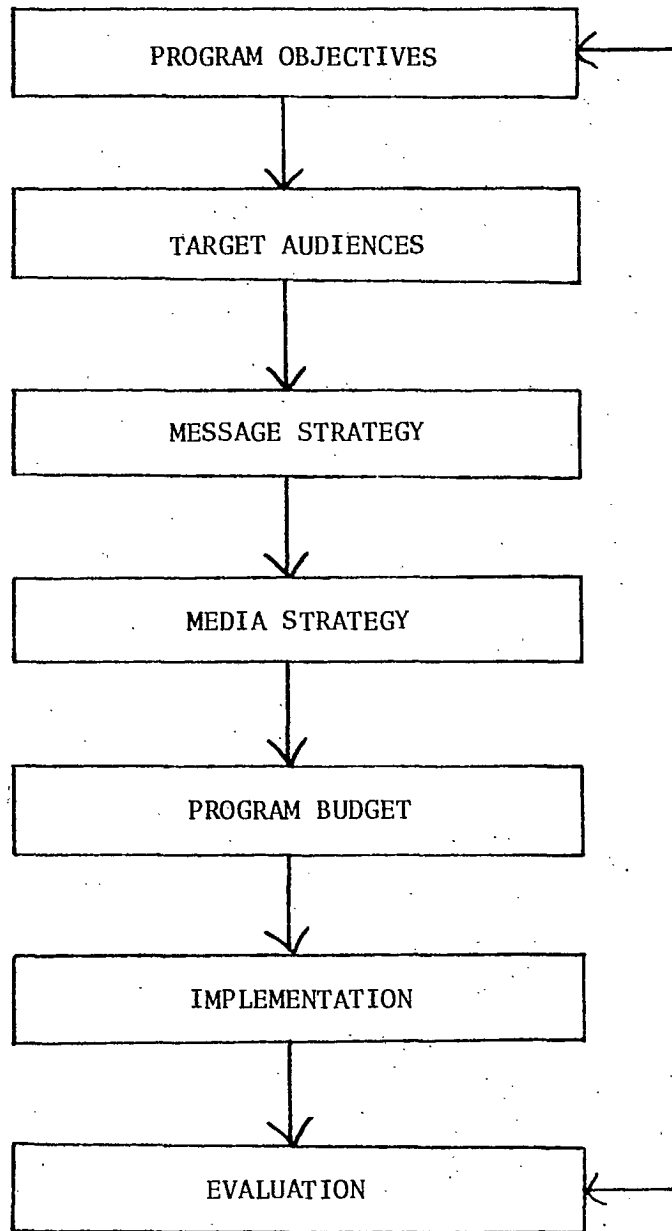 PROGRAM OBJECTIVES
TARGET AUDIENCES
MESSAGE STRATEGY
MEDIA STRATEGY
PROGRAM BUDGET
IMPLEMENTATION
EVALUATION